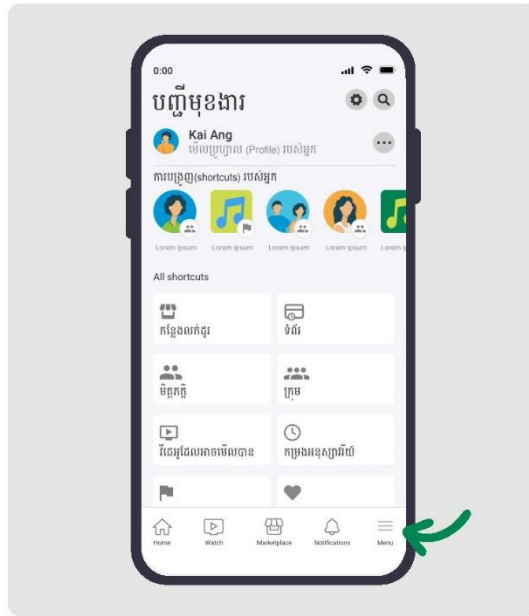 0:00
បញ្ជីមុខងារ
Kai Ang
មើលប្រូហ្វាល (Profile) របស់អ្នក
ការបង្រួញ(shortcuts) របស់អ្នក
Lorem ipsum Lorem ipsum Lorem ipsum Lorem ipsum Lorem i
All shortcuts
កន្លែងលក់ដូរ ទំព័រ
មិត្តភក្តិ ក្រុម
វីដេអូដែលអាចមើលបាន កម្រងអនុស្សាវរីយ៍
Home Watch Marketplace Notifications Menu